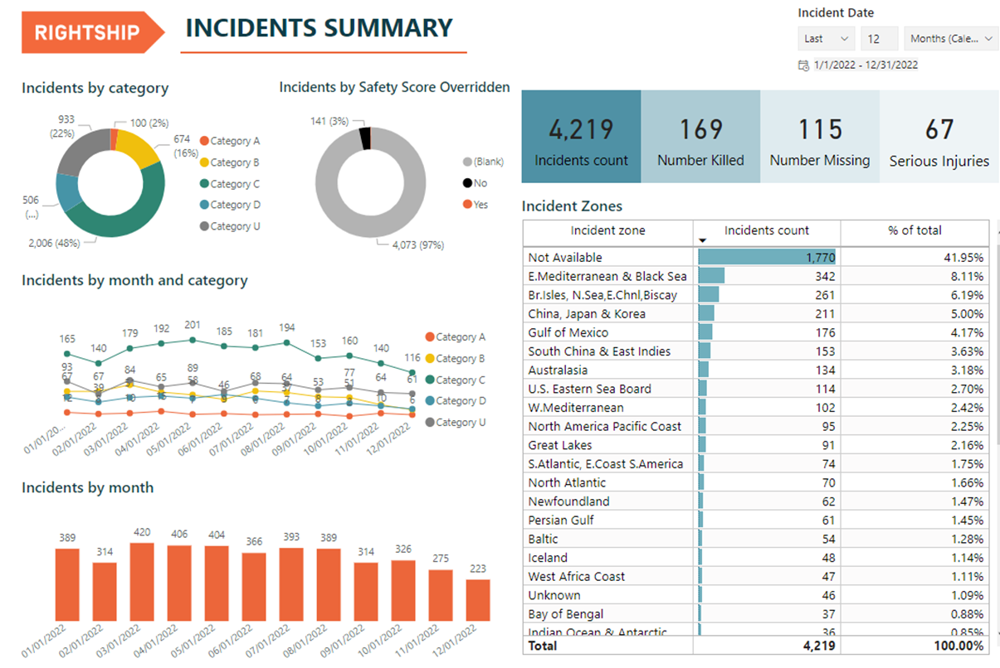 RIGHTSHIP
INCIDENTS SUMMARY
Incident Date
Last
12
Months (Cale...
1/1/2022 - 12/31/2022
Incidents by category
933
(22%)
100 (2%)
674
(16%)
506
(...)
2,006 (48%)
Category A
Category B
Category C
Category D
Category U
Incidents by Safety Score Overridden
141 (3%)
4,073 (97%)
(Blank)
No
Yes
4,219
Incidents count
169
Number Killed
115
Number Missing
67
Serious Injuries
Incidents by month and category
165
140
179
192
201
185
181
194
153
160
140
116
93
67
84
65
89
46
68
64
53
77
64
61
67
39
58
51
10
6
Category A
Category B
Category C
Category D
Category U
01/01/20...
02/01/2022
03/01/2022
04/01/2022
05/01/2022
06/01/2022
07/01/2022
08/01/2022
09/01/2022
10/01/2022
11/01/2022
12/01/2022
Incidents by month
389
314
420
406
404
366
393
389
314
326
275
223
01/01/2022
02/01/2022
03/01/2022
04/01/2022
05/01/2022
06/01/2022
07/01/2022
08/01/2022
09/01/2022
10/01/2022
11/01/2022
12/01/2022
Incident Zones
Incident zone Incidents count % of total
Not Available 1,770 41.95%
E.Mediterranean & Black Sea 342 8.11%
Br.Isles, N.Sea,E.Chnl,Biscay 261 6.19%
China, Japan & Korea 211 5.00%
Gulf of Mexico 176 4.17%
South China & East Indies 153 3.63%
Australasia 134 3.18%
U.S. Eastern Sea Board 114 2.70%
W.Mediterranean 102 2.42%
North America Pacific Coast 95 2.25%
Great Lakes 91 2.16%
S.Atlantic, E.Coast S.America 74 1.75%
North Atlantic 70 1.66%
Newfoundland 62 1.47%
Persian Gulf 61 1.45%
Baltic 54 1.28%
Iceland 48 1.14%
West Africa Coast 47 1.11%
Unknown 46 1.09%
Bay of Bengal 37 0.88%
Indian Ocean & Antarctic 36 0.85%
Total 4,219 100.00%